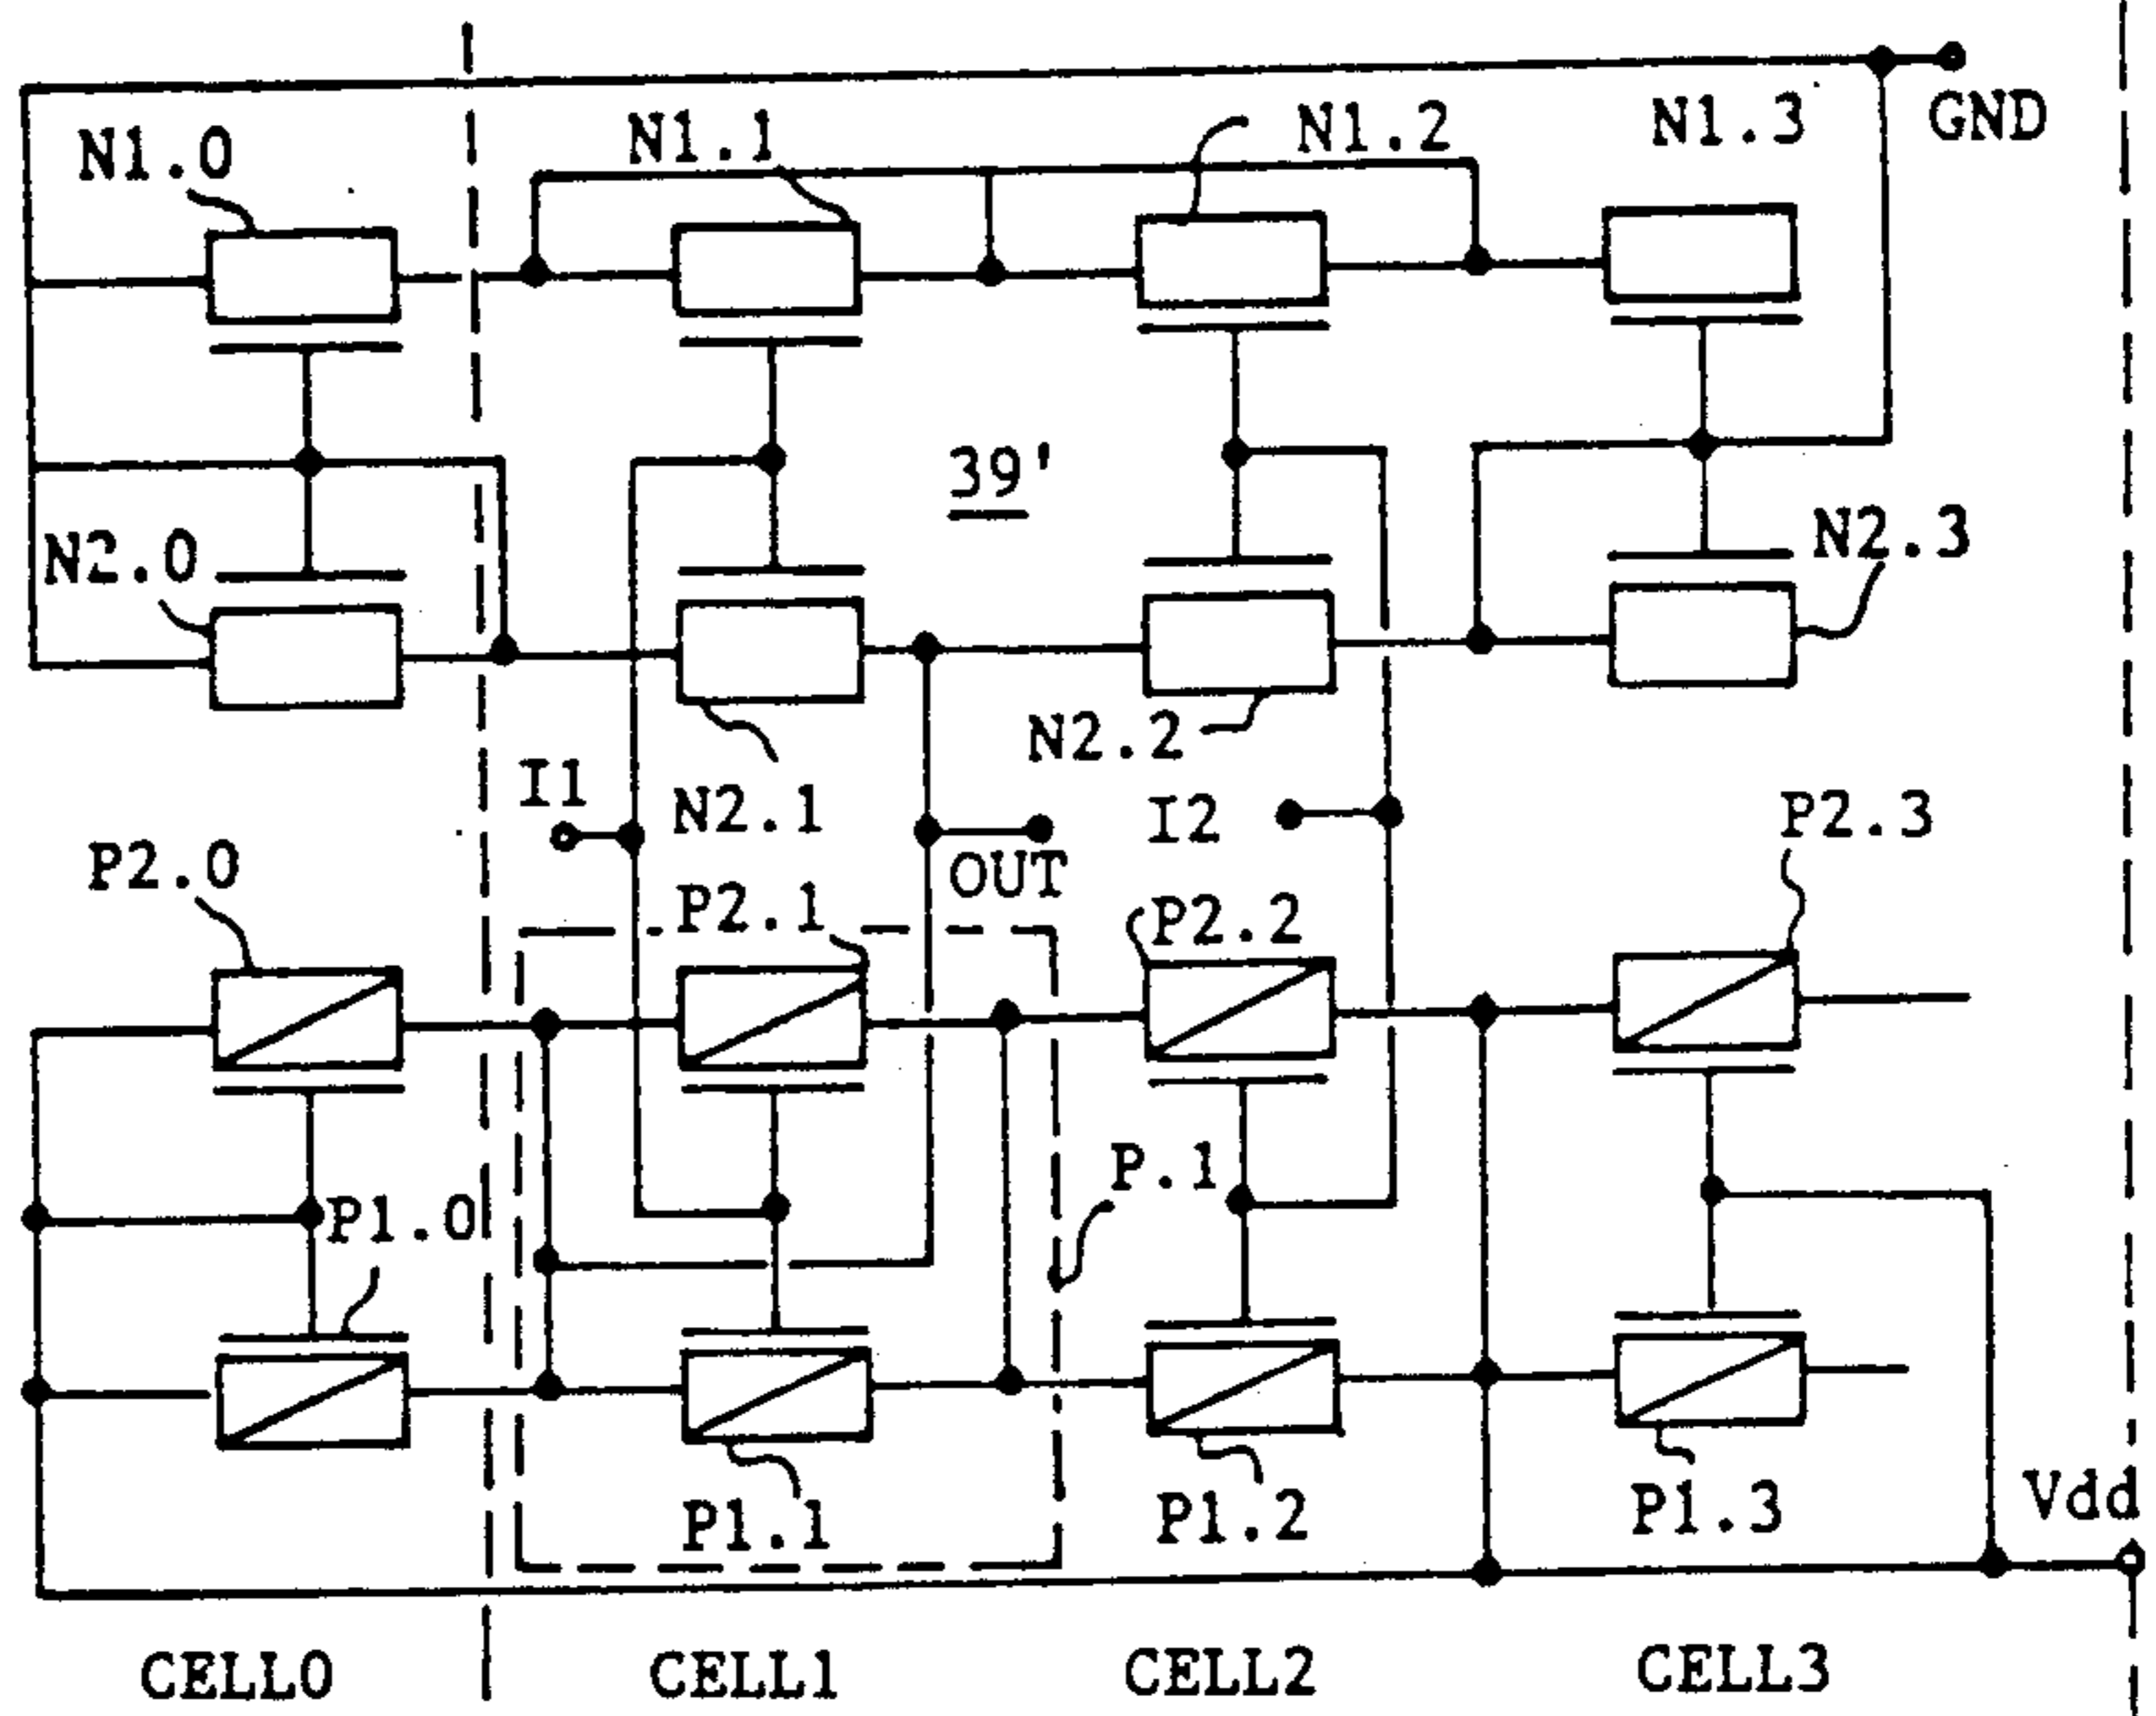 GND
N1.0
N1.1
N1.2
N1.3
39'
N2.0
N2.3
N2.2
I1
N2.1
I2
P2.3
OUT
P2.0
P2.1
P2.2
P.1
P1.0
P1.1
P1.2
P1.3
Vdd
CELL0
CELL1
CELL2
CELL3